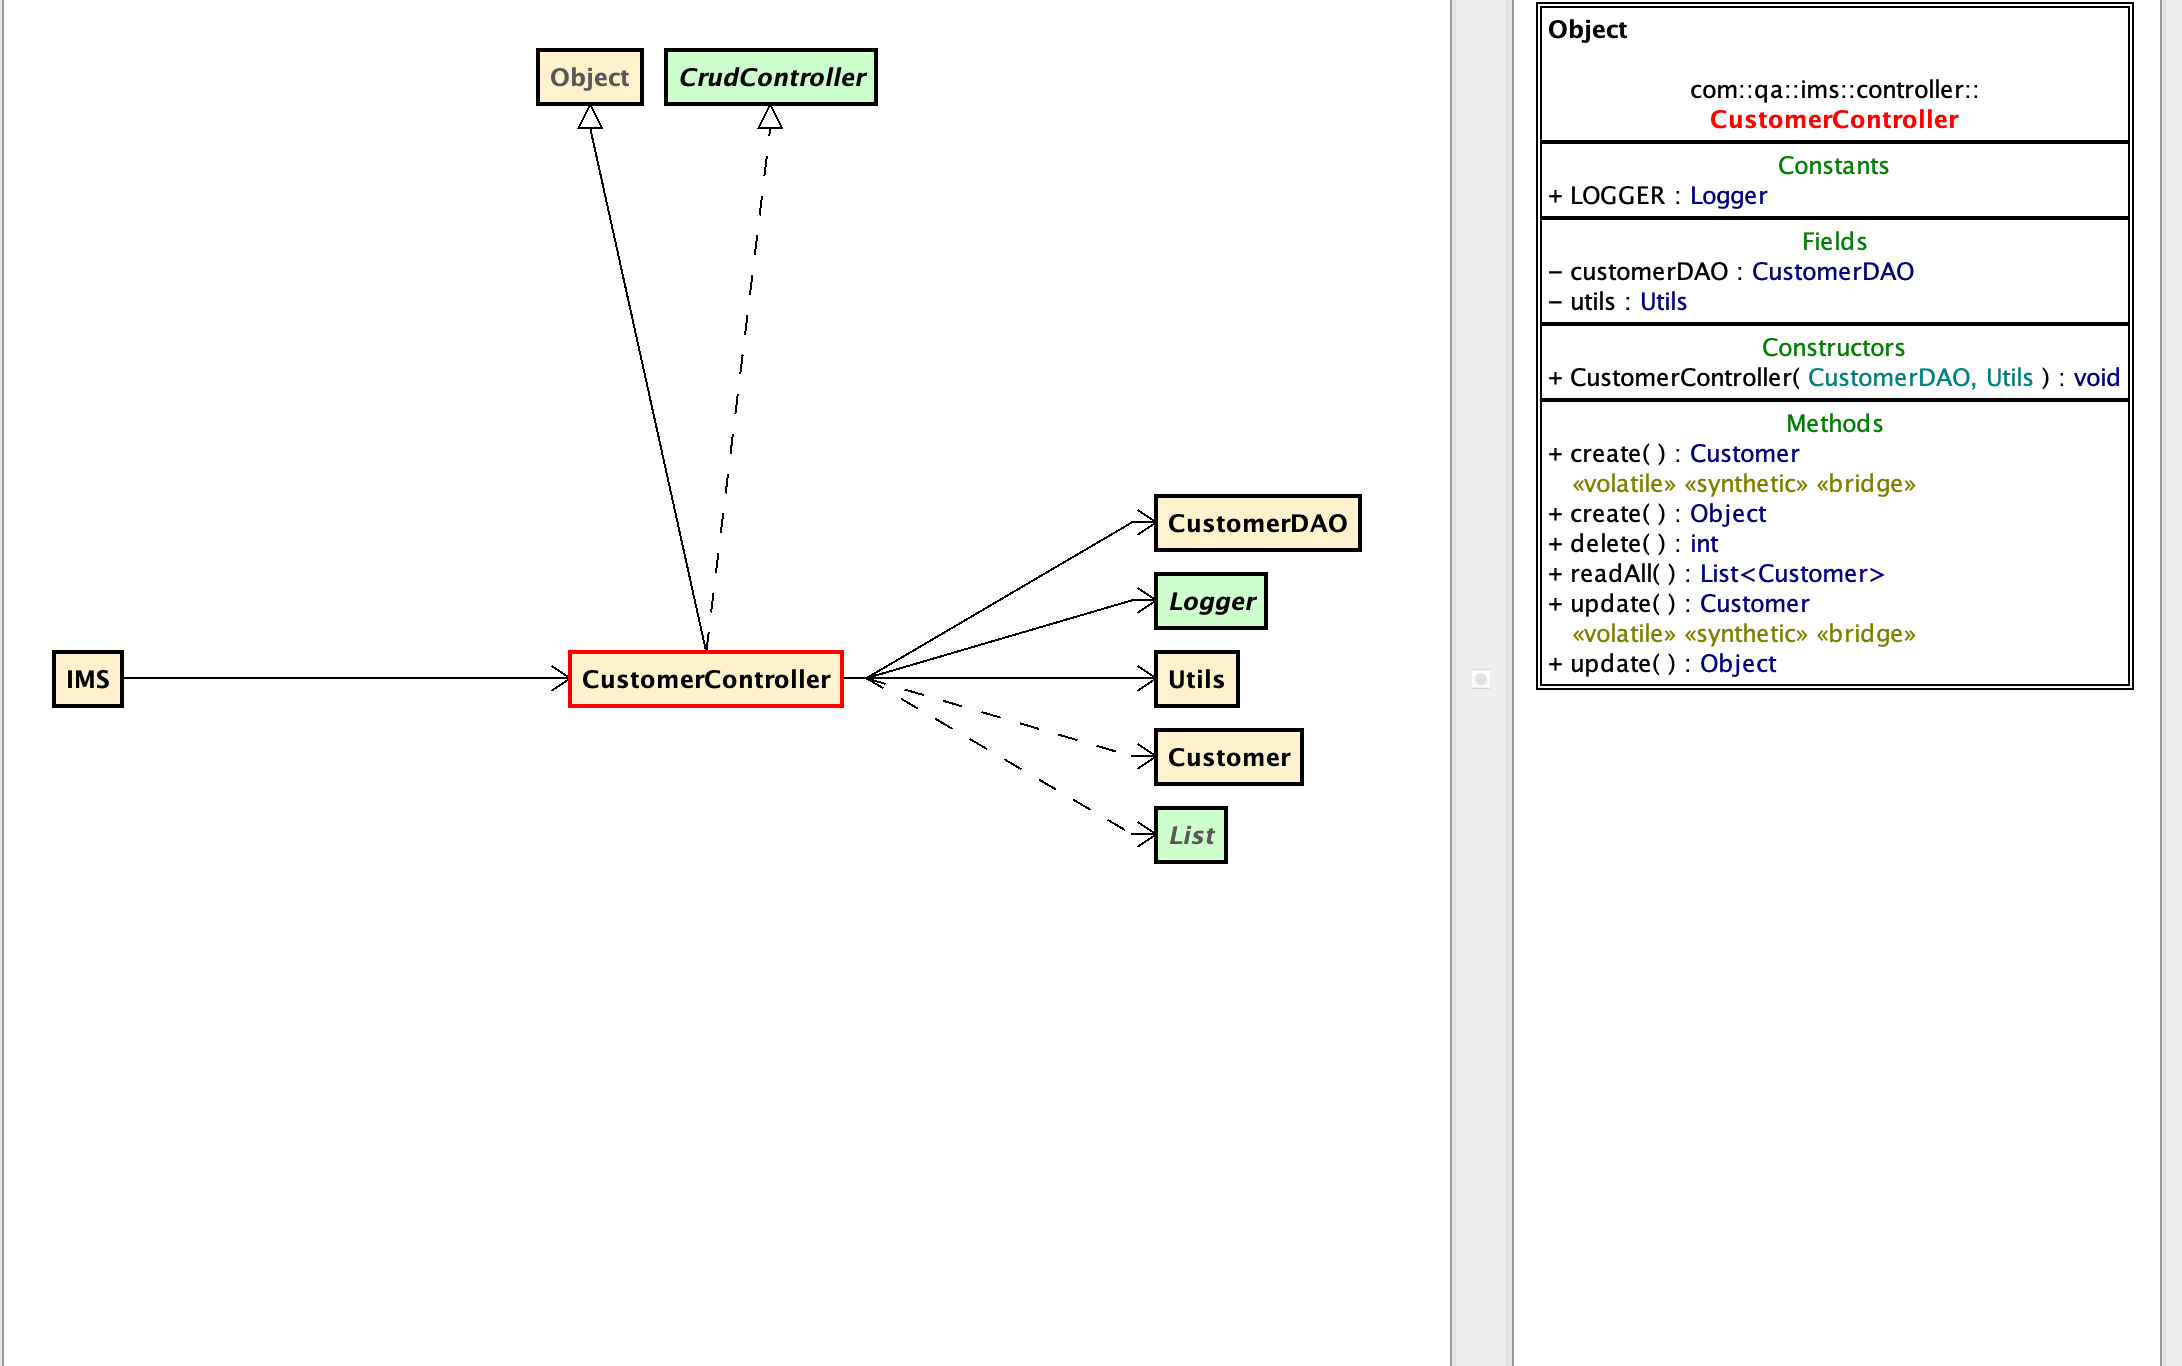 Object
CrudController
CustomerDAO
Logger
IMS
CustomerController
Utils
Customer
List
Object
com::qa::ims::controller::
CustomerController
Constants
+ LOGGER : Logger
Fields
− customerDAO : CustomerDAO
− utils : Utils
Constructors
+ CustomerController( CustomerDAO, Utils ) : void
Methods
+ create( ) : Customer
«volatile» «synthetic» «bridge»
+ create( ) : Object
+ delete( ) : int
+ readAll( ) : List<Customer>
+ update( ) : Customer
«volatile» «synthetic» «bridge»
+ update( ) : Object